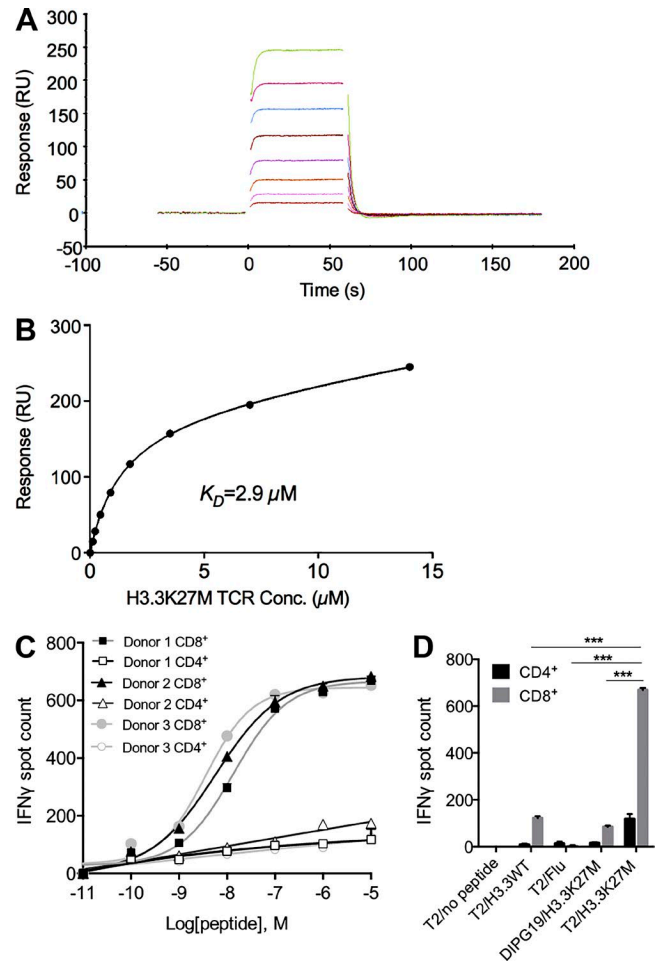 A
300
250
200
150
100
50
0
-50
Response (RU)
-100
-50
0
50
100
150
200
Time (s)
B
300
200
100
0
Response (RU)
K_D=2.9 µM
0
5
10
15
H3.3K27M TCR Conc. (µM)
C
800
600
400
200
0
IFNγ spot count
Donor 1 CD8⁺
Donor 1 CD4⁺
Donor 2 CD8⁺
Donor 2 CD4⁺
Donor 3 CD8⁺
Donor 3 CD4⁺
-11
-10
-9
-8
-7
-6
-5
Log[peptide], M
D
***
***
***
800
600
400
200
0
IFNγ spot count
CD4⁺
CD8⁺
T2/no peptide
T2/H3.3WT
T2/Flu
DIPG19/H3.3K27M
T2/H3.3K27M